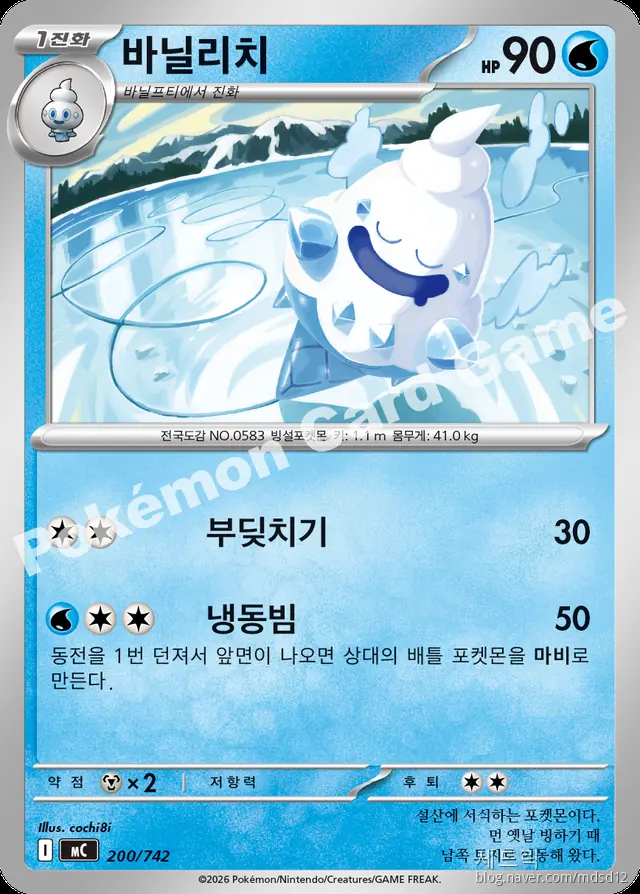 1진화
바닐리치
HP 90
바닐프티에서 진화
전국도감 NO.0583 빙설포켓몬 키: 1.1 m 몸무게: 41.0 kg
Pokémon Card Game
부딪치기 30
냉동빔 50
동전을 1번 던져서 앞면이 나오면 상대의 배틀 포켓몬을 마비로
만든다.
약점 ×2 저항력 후퇴
설산에 서식하는 포켓몬이다.
먼 옛날 빙하기 때
남쪽 토지로 이동해 왔다.
Illus. cochi8i
I MC 200/742
세트릭
blog.naver.com/mdsd12
©2026 Pokémon/Nintendo/Creatures/GAME FREAK.